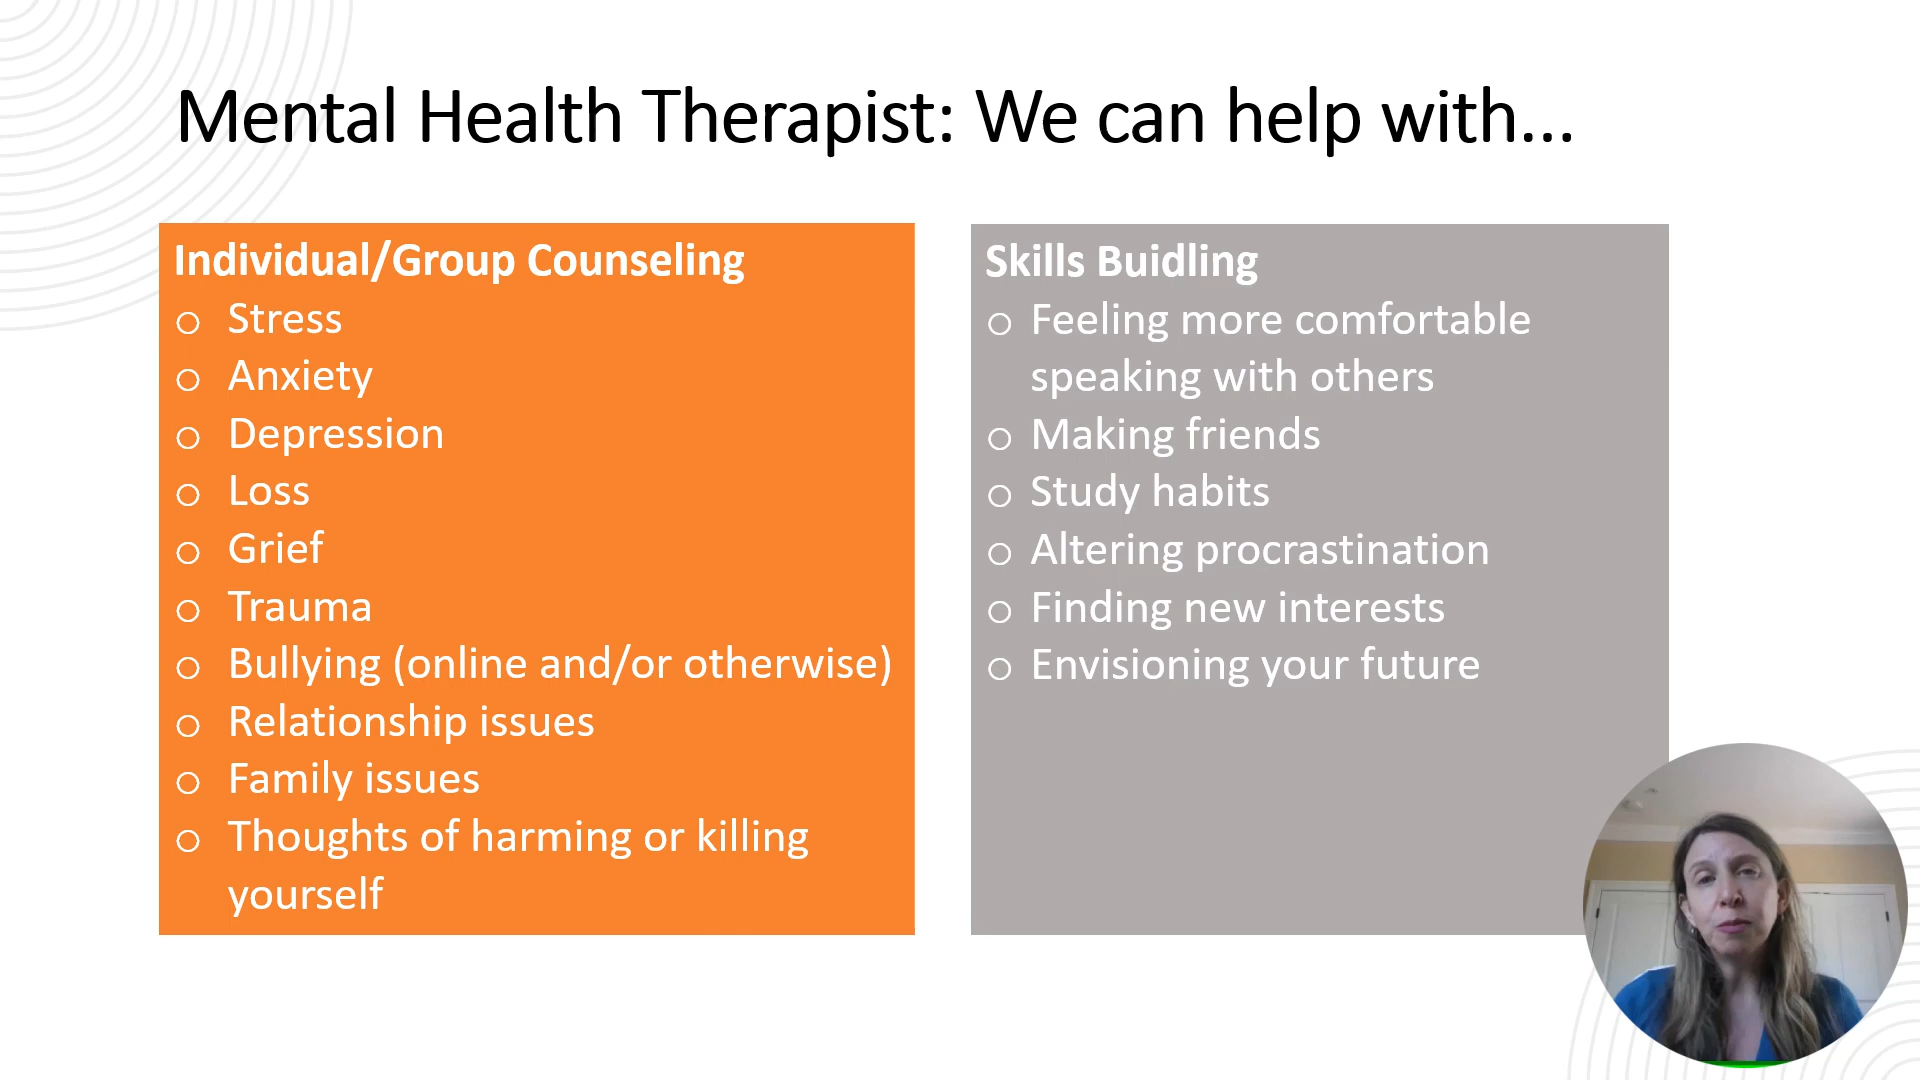 Mental Health Therapist: We can help with...
Individual/Group Counseling
o Stress
o Anxiety
o Depression
o Loss
o Grief
o Trauma
o Bullying (online and/or otherwise)
o Relationship issues
o Family issues
o Thoughts of harming or killing
yourself
Skills Buidling
o Feeling more comfortable
speaking with others
o Making friends
o Study habits
o Altering procrastination
o Finding new interests
o Envisioning your future